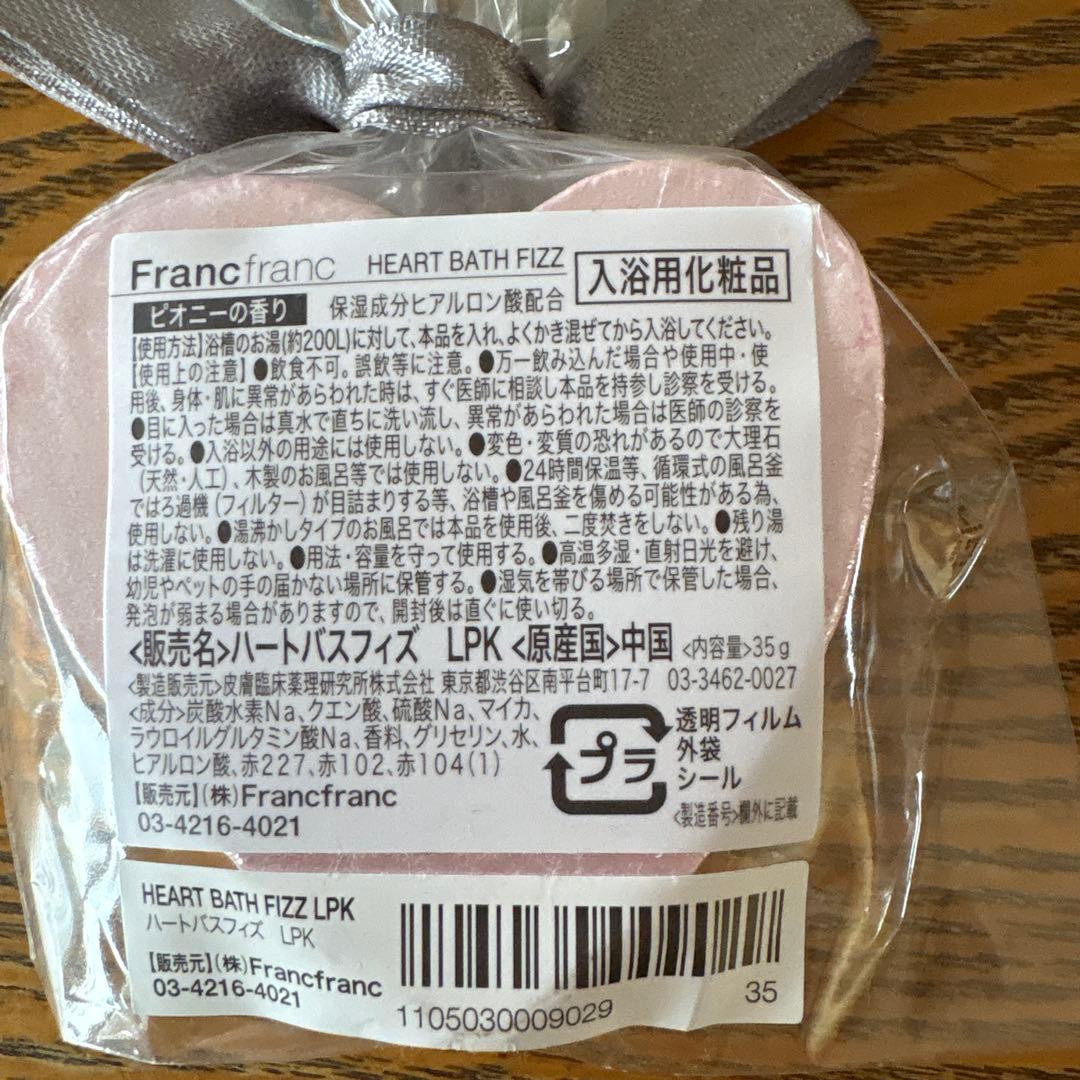 Francfranc HEART BATH FIZZ 入浴用化粧品
ピオニーの香り 保湿成分ヒアルロン酸配合
【使用方法】浴槽のお湯(約200L)に対して、本品を入れ、よくかき混ぜてから入浴してください。
【使用上の注意】●飲食不可。誤飲等に注意。●万一飲み込んだ場合や使用中・使
用後、身体・肌に異常があらわれた時は、すぐ医師に相談し本品を持参し診察を受ける。
●目に入った場合は真水で直ちに洗い流し、異常があらわれた場合は医師の診察を
受ける。●入浴以外の用途には使用しない。●変色・変質の恐れがあるので大理石
(天然・人工)、木製のお風呂等では使用しない。●24時間保温等、循環式の風呂釜
ではろ過機(フィルター)が目詰まりする等、浴槽や風呂釜を傷める可能性がある為、
使用しない。●湯沸かしタイプのお風呂では本品を使用後、二度焚きをしない。●残り湯
は洗濯に使用しない。●用法・容量を守って使用する。●高温多湿・直射日光を避け、
幼児やペットの手の届かない場所に保管する。●湿気を帯びる場所で保管した場合、
発泡が弱まる場合がありますので、開封後は直ぐに使い切る。
<販売名>ハートバスフィズ LPK <原産国>中国 <内容量>35g
<製造販売元>皮膚臨床薬理研究所株式会社 東京都渋谷区南平台町17-7 03-3462-0027
<成分>炭酸水素Na、クエン酸、硫酸Na、マイカ、
ラウロイルグルタミン酸Na、香料、グリセリン、水、
ヒアルロン酸、赤227、赤102、赤104(1)
【販売元】(株)Francfranc
03-4216-4021
プラ
透明フィルム
外袋
シール
<製造番号>欄外に記載
HEART BATH FIZZ LPK
ハートバスフィズ LPK
【販売元】(株)Francfranc
03-4216-4021
1105030009029
35